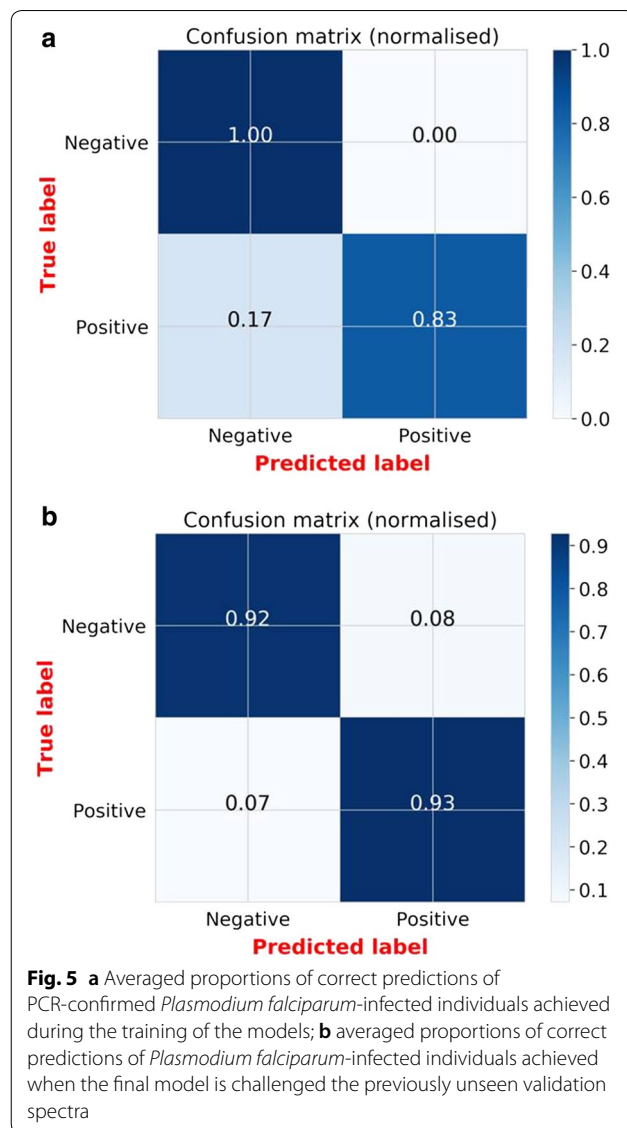 a
Confusion matrix (normalised)
1.0
Negative
1.00
0.00
0.8
0.6
True label
0.4
Positive
0.17
0.83
0.2
0.0
Negative
Positive
Predicted label
b
Confusion matrix (normalised)
0.9
Negative
0.92
0.08
0.8
0.7
0.6
True label
0.5
0.4
Positive
0.07
0.93
0.3
0.2
0.1
Negative
Positive
Predicted label
Fig. 5 a Averaged proportions of correct predictions of
PCR-confirmed Plasmodium falciparum-infected individuals achieved
during the training of the models; b averaged proportions of correct
predictions of Plasmodium falciparum-infected individuals achieved
when the final model is challenged the previously unseen validation
spectra